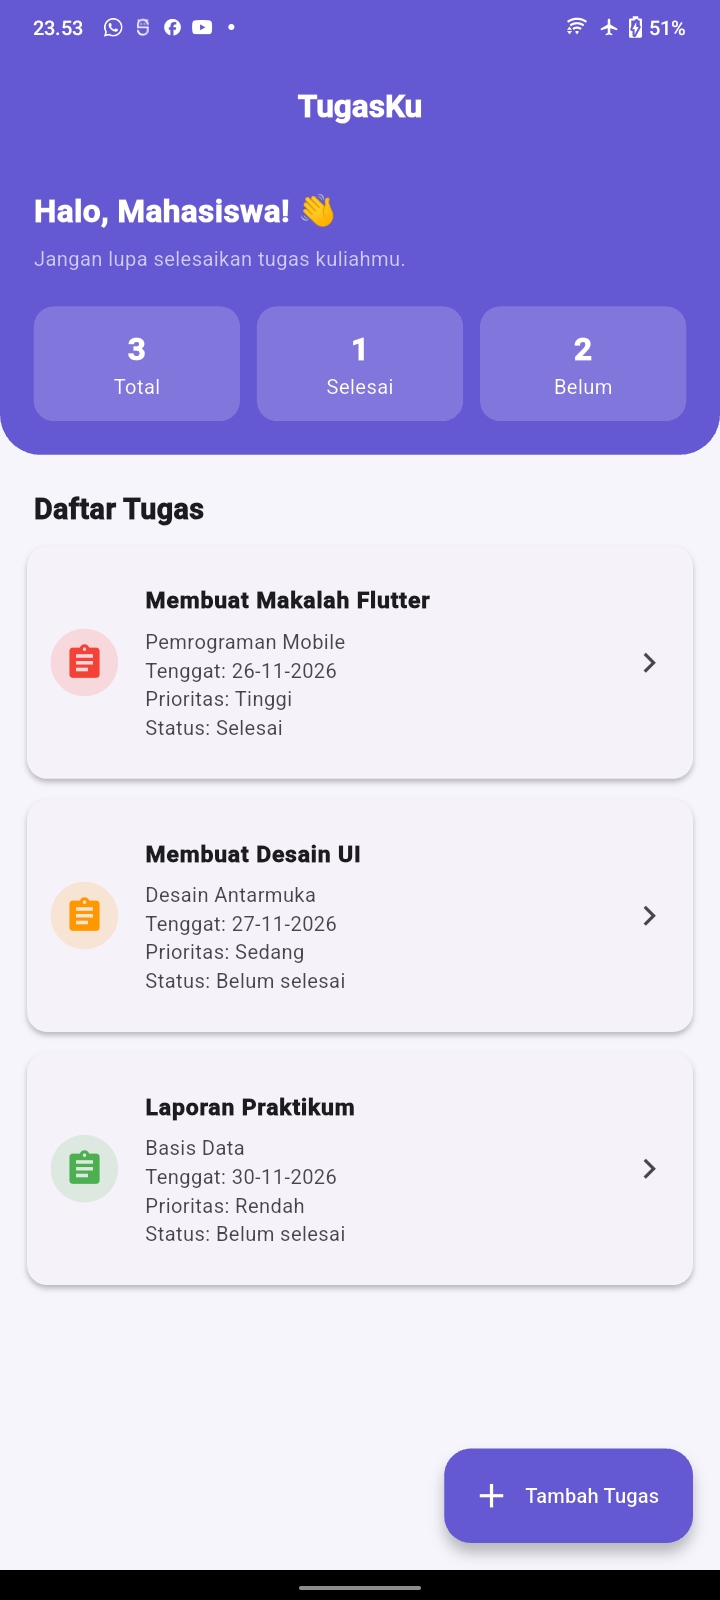 23.53 51%
TugasKu
Halo, Mahasiswa! 👋
Jangan lupa selesaikan tugas kuliahmu.
3 1 2
Total Selesai Belum
Daftar Tugas
Membuat Makalah Flutter
Pemrograman Mobile
Tenggat: 26-11-2026
Prioritas: Tinggi
Status: Selesai
Membuat Desain UI
Desain Antarmuka
Tenggat: 27-11-2026
Prioritas: Sedang
Status: Belum selesai
Laporan Praktikum
Basis Data
Tenggat: 30-11-2026
Prioritas: Rendah
Status: Belum selesai
Tambah Tugas